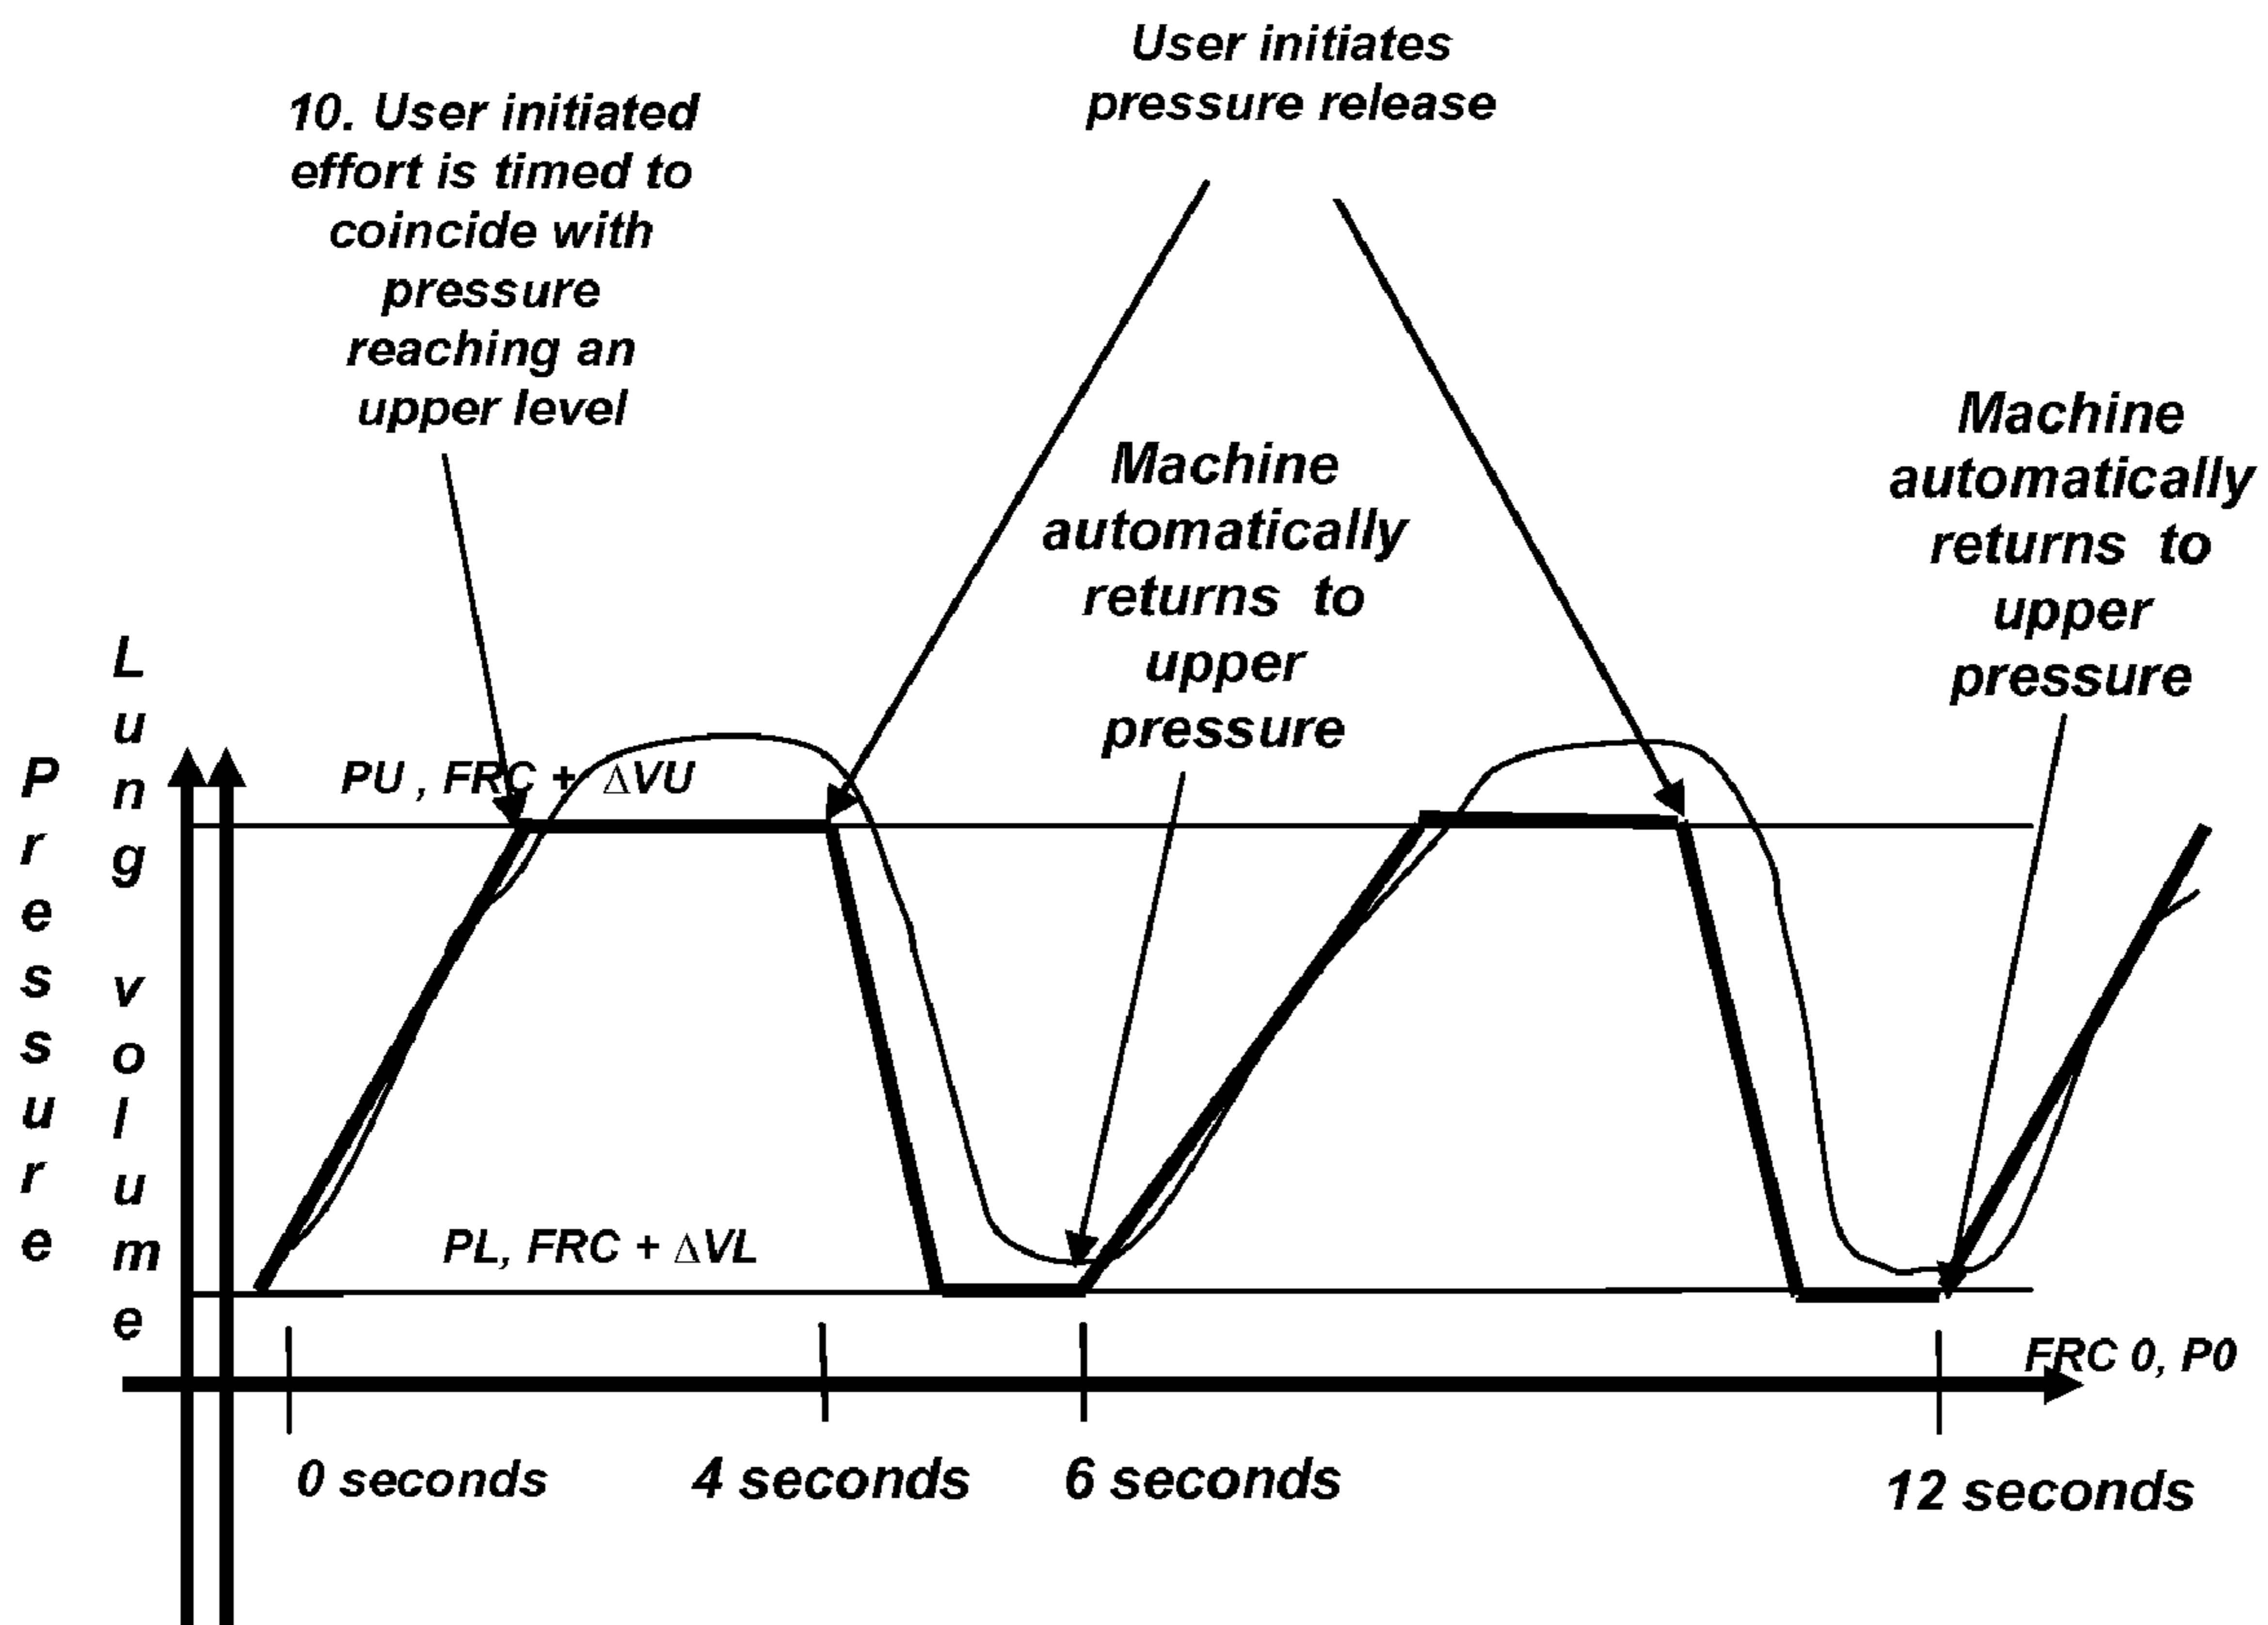 User initiates
pressure release
10. User initiated
effort is timed to
coincide with
pressure
reaching an
upper level
Machine
automatically
returns to
upper
pressure
Machine
automatically
returns to
upper
pressure
Pressure
Lung volume
PU , FRC + ΔVU
PL, FRC + ΔVL
FRC 0, P0
0 seconds
4 seconds
6 seconds
12 seconds